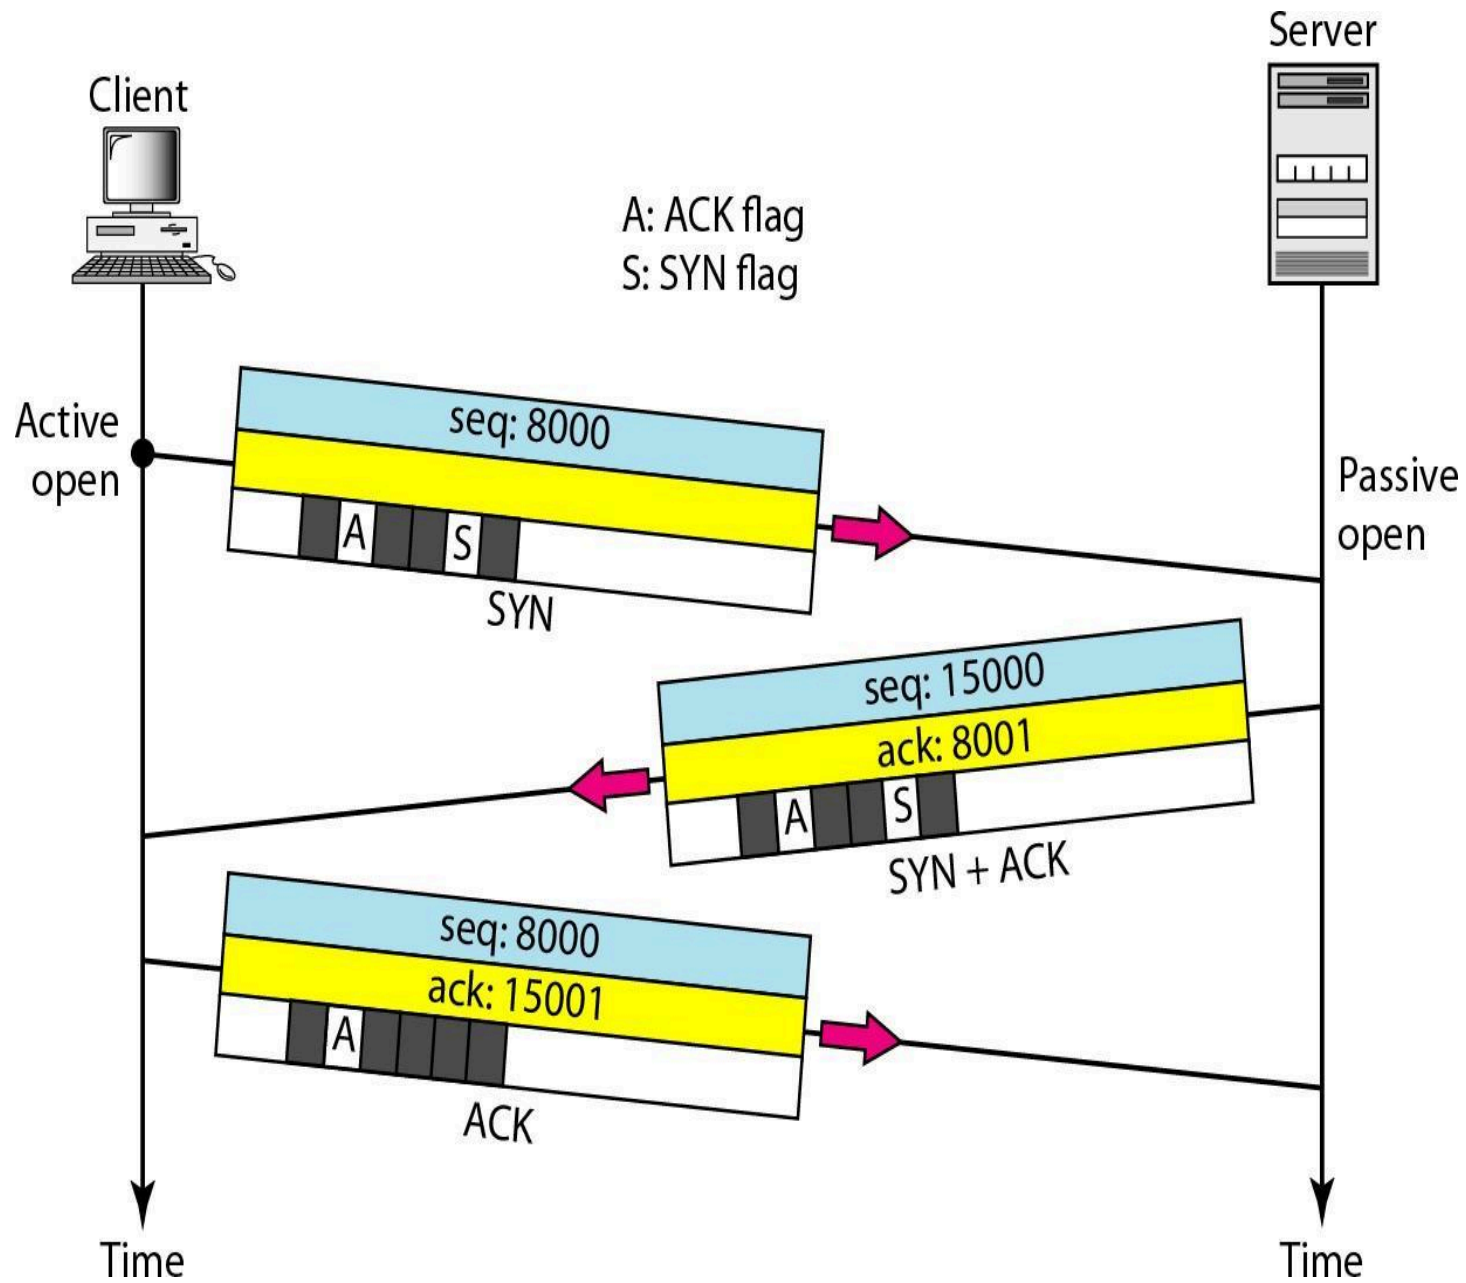 Server
Client
A: ACK flag
S: SYN flag
Active
open
seq: 8000
A S
SYN
Passive
open
seq: 15000
ack: 8001
A S
SYN + ACK
seq: 8000
ack: 15001
A
ACK
Time
Time